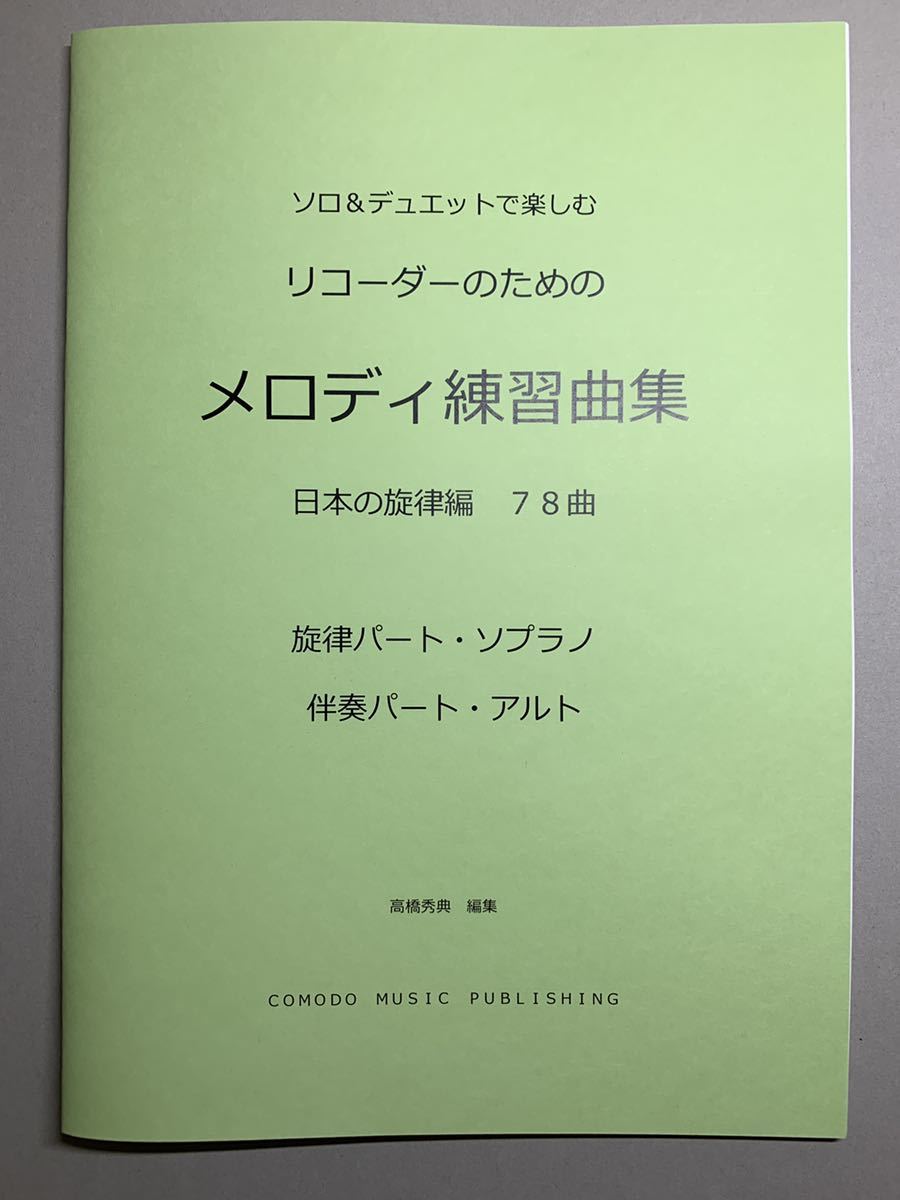 ソロ&デュエットで楽しむ
リコーダーのための
メロディ練習曲集
日本の旋律編　７８曲
旋律パート・ソプラノ
伴奏パート・アルト
高橋秀典　編集
COMODO MUSIC PUBLISHING